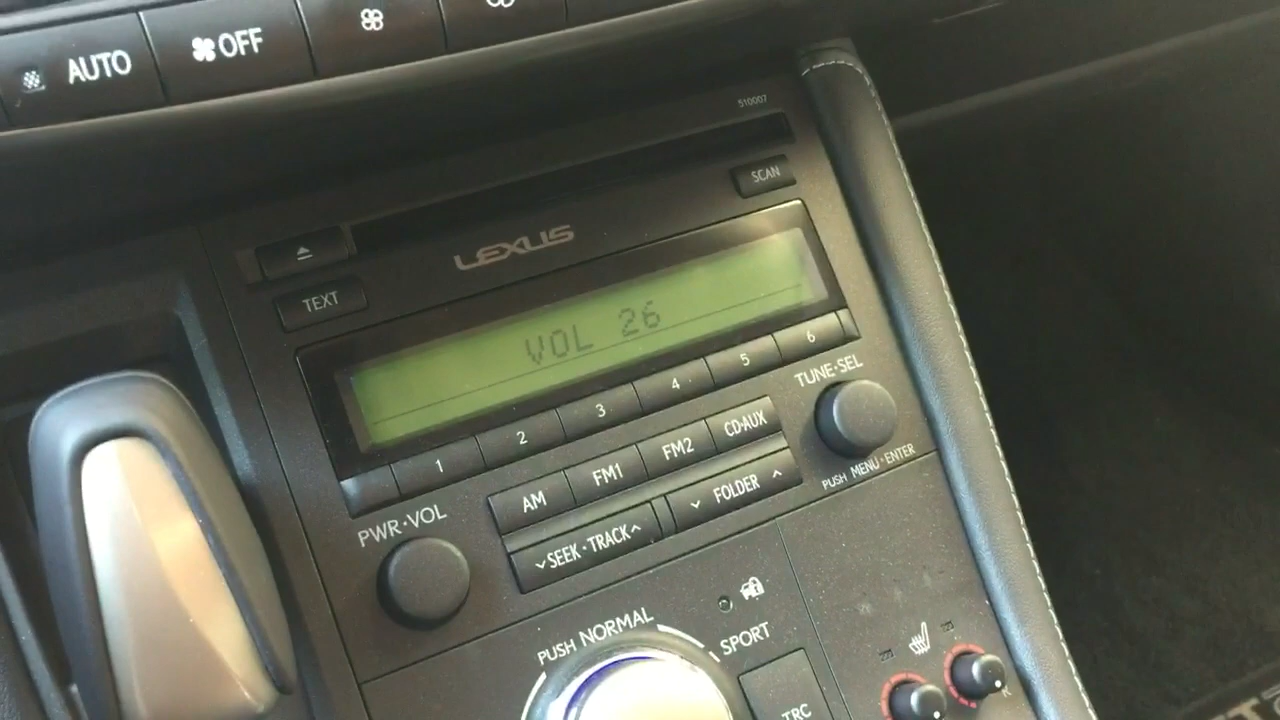 AUTO
OFF
510007
SCAN
LEXUS
TEXT
VOL 26
1 2 3 4 5 6
TUNE·SEL
AM FM1 FM2 CD·AUX
PUSH MENU·ENTER
PWR·VOL
SEEK·TRACK
FOLDER
PUSH NORMAL
SPORT
TRC